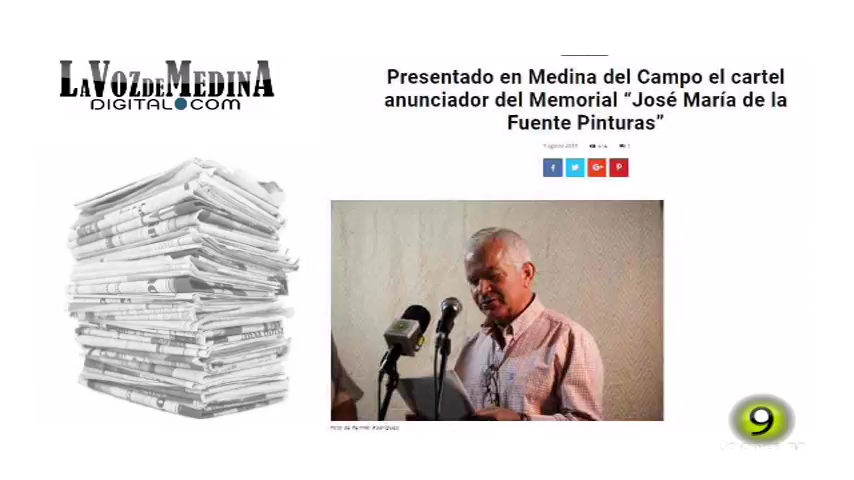 LAVOZDEMEDINA
DIGITAL.COM
Presentado en Medina del Campo el cartel
anunciador del Memorial “José María de la
Fuente Pinturas”
9